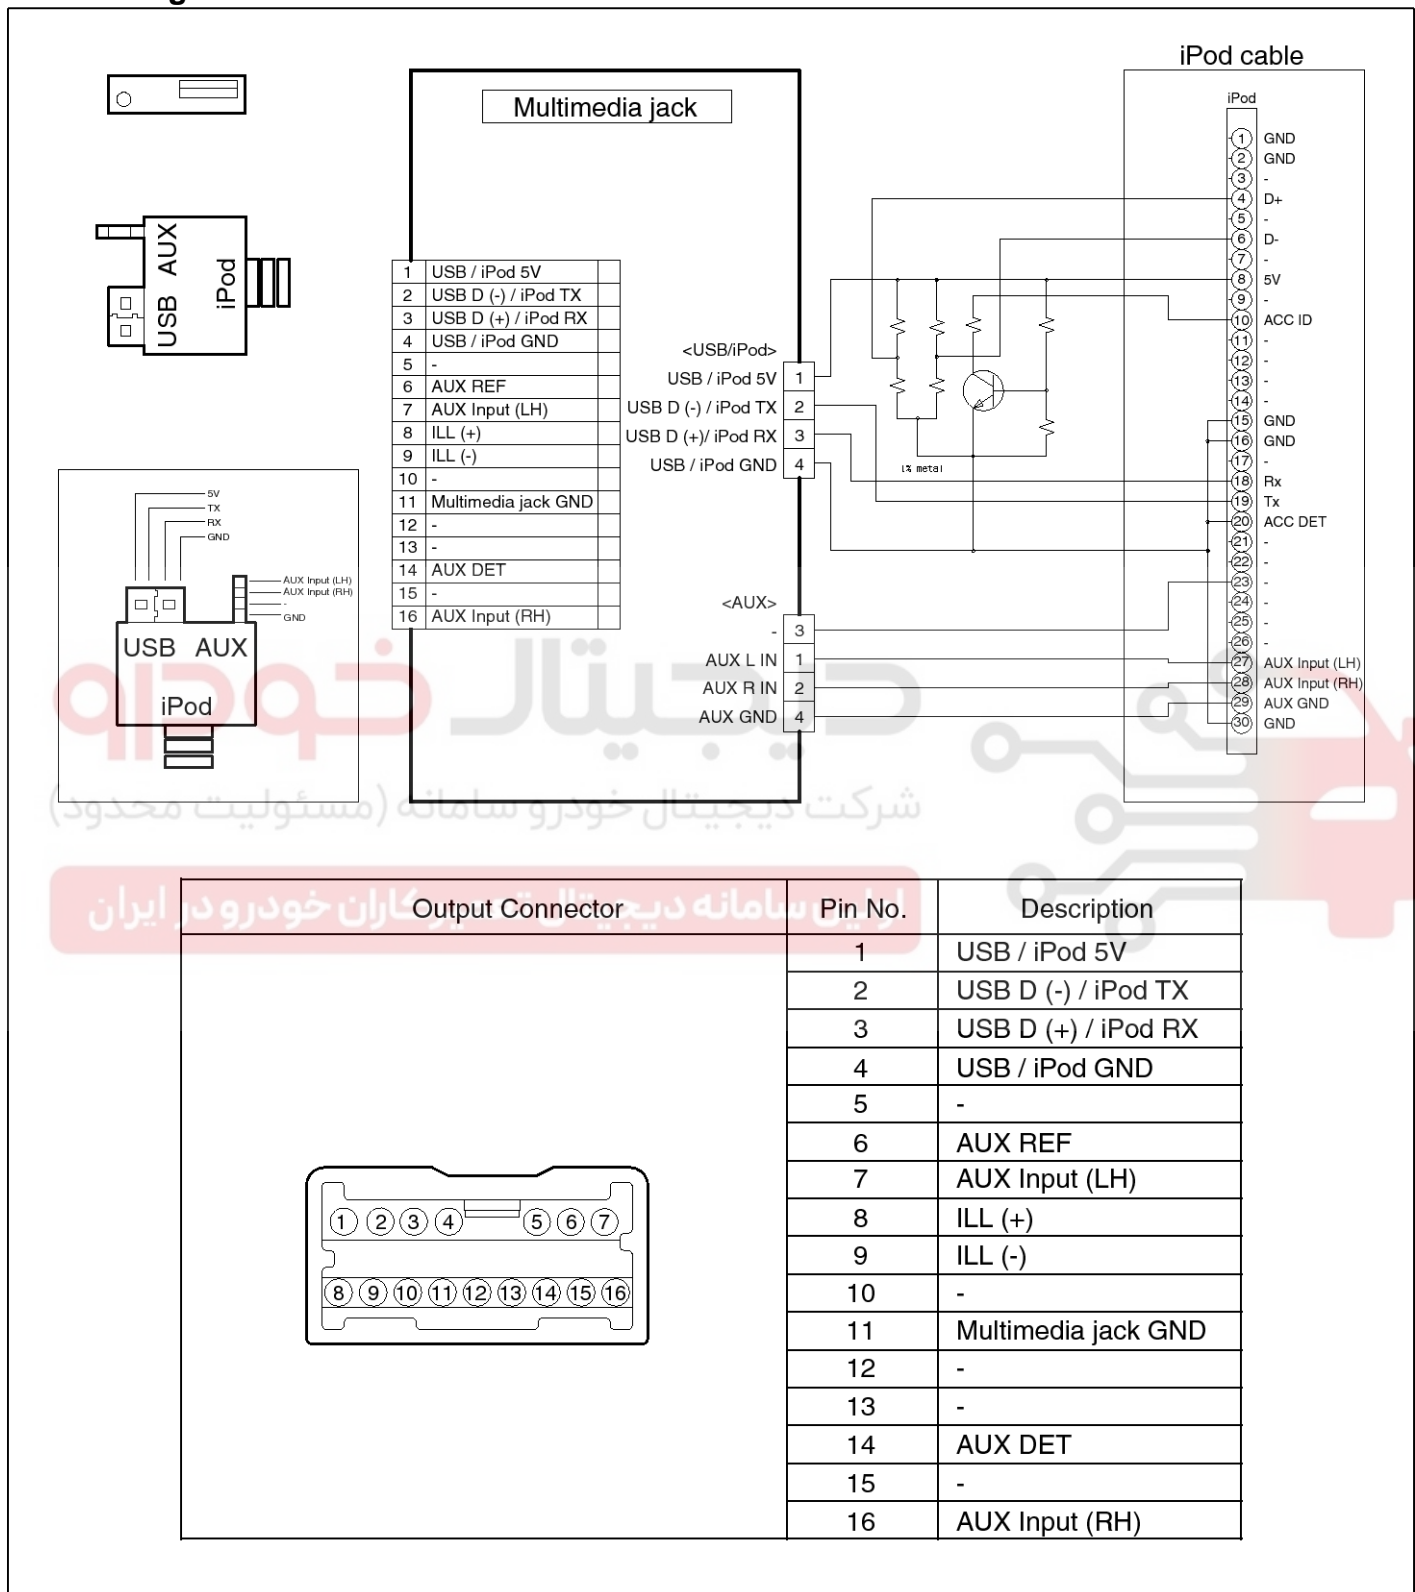 iPod cable
Multimedia jack
iPod
1 GND
2 GND
3 -
4 D+
5 -
6 D-
7 -
8 5V
9 -
10 ACC ID
11 -
12 -
13 -
14 -
15 GND
16 GND
17 -
18 Rx
19 Tx
20 ACC DET
21 -
22 -
23 -
24 -
25 -
26 -
27 AUX Input (LH)
28 AUX Input (RH)
29 AUX GND
30 GND
AUX
USB
iPod
1 USB / iPod 5V
2 USB D (-) / iPod TX
3 USB D (+) / iPod RX
4 USB / iPod GND
5 -
6 AUX REF
7 AUX Input (LH)
8 ILL (+)
9 ILL (-)
10 -
11 Multimedia jack GND
12 -
13 -
14 AUX DET
15 -
16 AUX Input (RH)
<USB/iPod>
USB / iPod 5V 1
USB D (-) / iPod TX 2
USB D (+)/ iPod RX 3
USB / iPod GND 4
1% metal
<AUX>
- 3
AUX L IN 1
AUX R IN 2
AUX GND 4
5V
TX
RX
GND
AUX Input (LH)
AUX Input (RH)
-
GND
USB AUX
iPod
دیجیتال خودرو
شرکت دیجیتال خودرو سامانه (مسئولیت محدود)
اولین سامانه دیجیتال تعمیرکاران خودرو در ایران
Output Connector Pin No. Description
1 USB / iPod 5V
2 USB D (-) / iPod TX
3 USB D (+) / iPod RX
4 USB / iPod GND
5 -
6 AUX REF
7 AUX Input (LH)
8 ILL (+)
9 ILL (-)
10 -
11 Multimedia jack GND
12 -
13 -
14 AUX DET
15 -
16 AUX Input (RH)
1 2 3 4 5 6 7
8 9 10 11 12 13 14 15 16